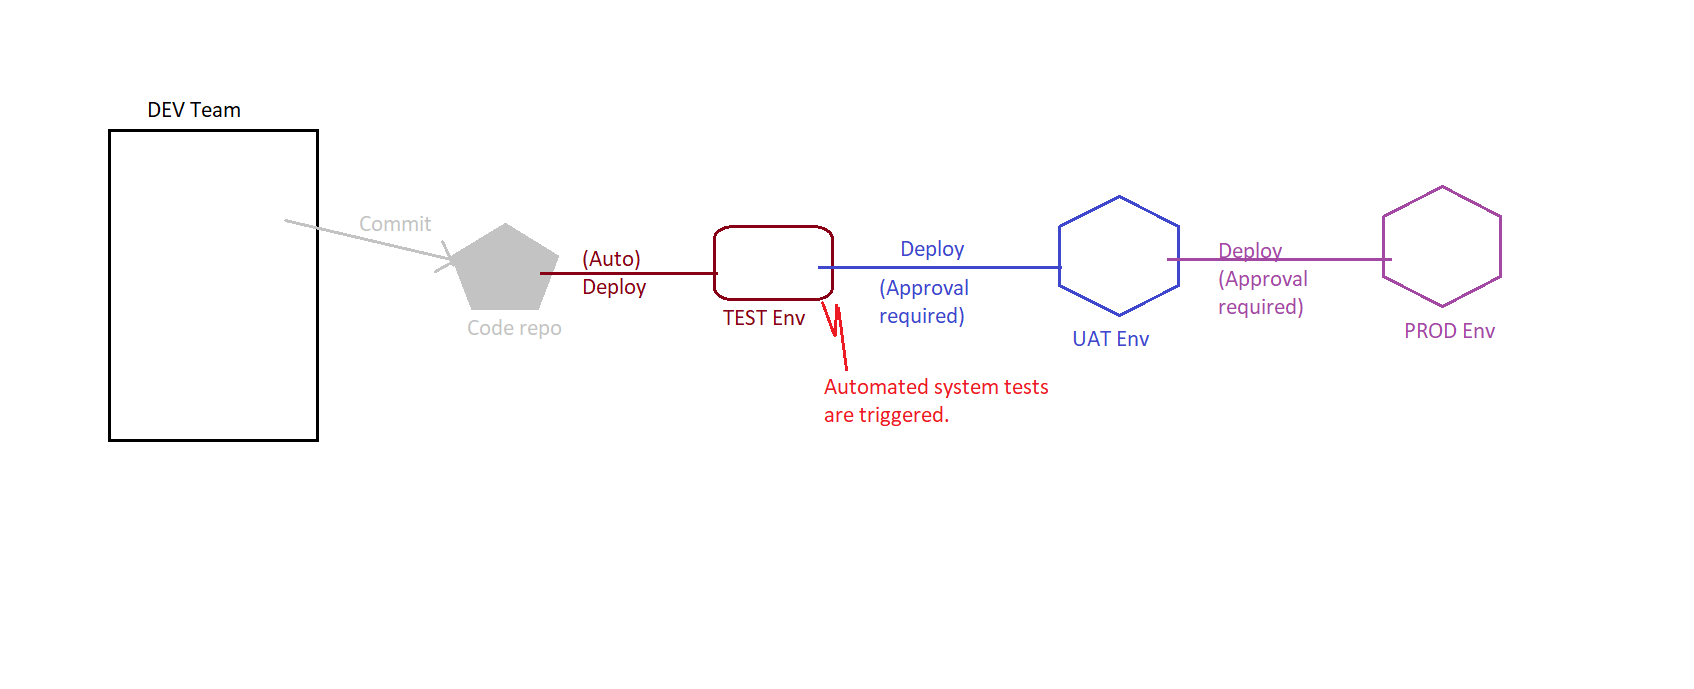 DEV Team
Commit
Code repo
(Auto)
Deploy
TEST Env
Automated system tests
are triggered.
Deploy
(Approval
required)
UAT Env
Deploy
(Approval
required)
PROD Env